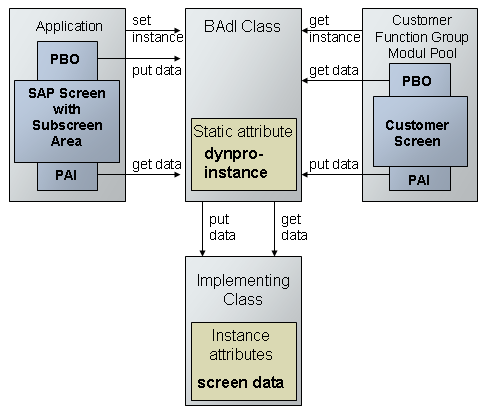 Application
set
instance
BAdI Class
get
instance
Customer
Function Group
Modul Pool
PBO
put data
get data
PBO
SAP Screen
with
Subscreen
Area
Customer
Screen
Static attribute
dynpro-
instance
PAI
get data
put data
PAI
put
data
get
data
Implementing
Class
Instance
attributes
screen data